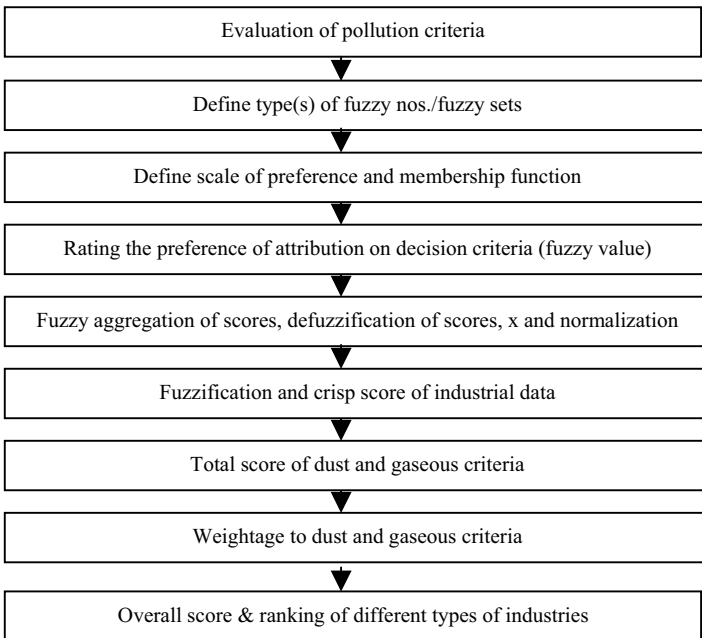 Evaluation of pollution criteria
Define type(s) of fuzzy nos./fuzzy sets
Define scale of preference and membership function
Rating the preference of attribution on decision criteria (fuzzy value)
Fuzzy aggregation of scores, defuzzification of scores, x and normalization
Fuzzification and crisp score of industrial data
Total score of dust and gaseous criteria
Weightage to dust and gaseous criteria
Overall score & ranking of different types of industries